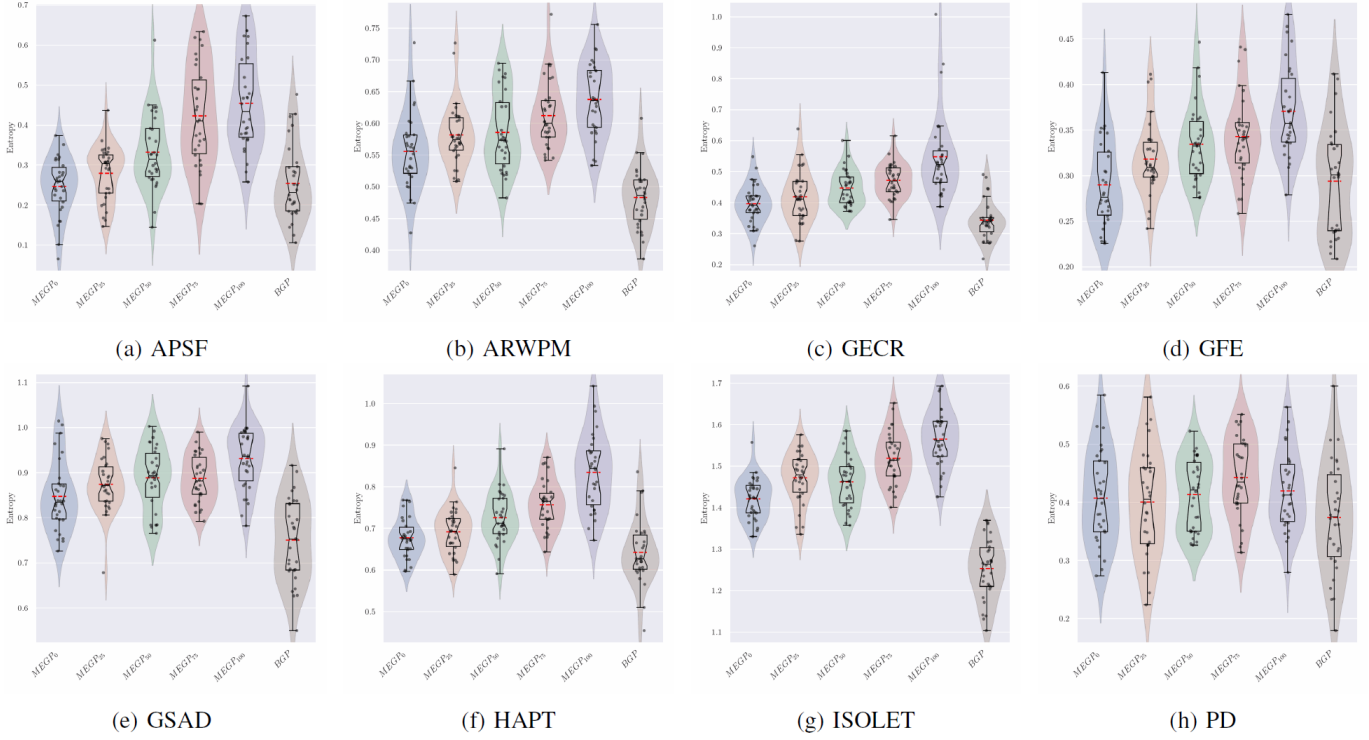 0.7
0.6
0.5
0.4
0.3
0.2
0.1
Entropy
MEGP0
MEGP25
MEGP50
MEGP75
MEGP100
BGP
(a) APSF
0.75
0.70
0.65
0.60
0.55
0.50
0.45
0.40
Entropy
MEGP0
MEGP25
MEGP50
MEGP75
MEGP100
BGP
(b) ARWPM
1.0
0.9
0.8
0.7
0.6
0.5
0.4
0.3
0.2
Entropy
MEGP0
MEGP25
MEGP50
MEGP75
MEGP100
BGP
(c) GECR
0.45
0.40
0.35
0.30
0.25
0.20
Entropy
MEGP0
MEGP25
MEGP50
MEGP75
MEGP100
BGP
(d) GFE
1.1
1.0
0.9
0.8
0.7
0.6
Entropy
MEGP0
MEGP25
MEGP50
MEGP75
MEGP100
BGP
(e) GSAD
1.0
0.9
0.8
0.7
0.6
0.5
Entropy
MEGP0
MEGP25
MEGP50
MEGP75
MEGP100
BGP
(f) HAPT
1.7
1.6
1.5
1.4
1.3
1.2
1.1
Entropy
MEGP0
MEGP25
MEGP50
MEGP75
MEGP100
BGP
(g) ISOLET
0.6
0.5
0.4
0.3
0.2
Entropy
MEGP0
MEGP25
MEGP50
MEGP75
MEGP100
BGP
(h) PD